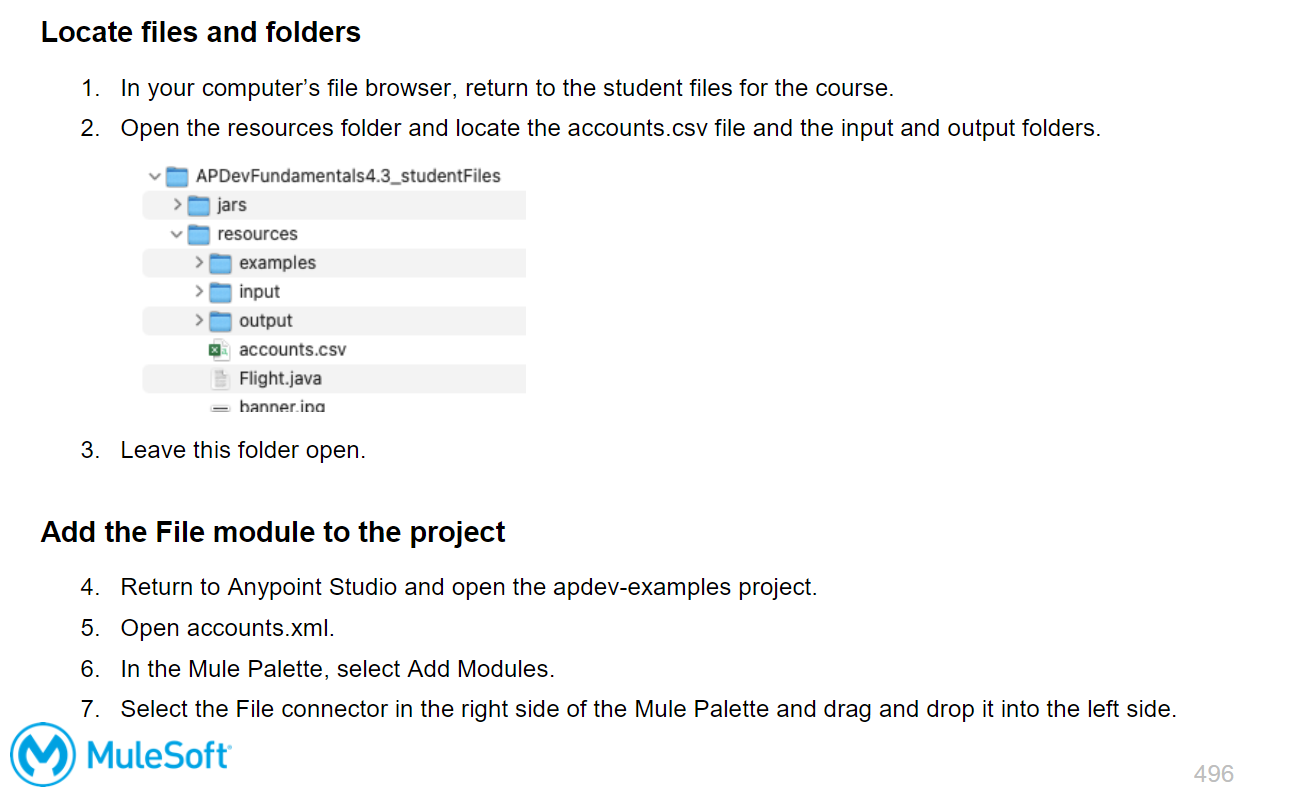 Locate files and folders
1. In your computer’s file browser, return to the student files for the course.
2. Open the resources folder and locate the accounts.csv file and the input and output folders.
APDevFundamentals4.3_studentFiles
jars
resources
examples
input
output
accounts.csv
Flight.java
banner.jpg
3. Leave this folder open.
Add the File module to the project
4. Return to Anypoint Studio and open the apdev-examples project.
5. Open accounts.xml.
6. In the Mule Palette, select Add Modules.
7. Select the File connector in the right side of the Mule Palette and drag and drop it into the left side.
MuleSoft
496